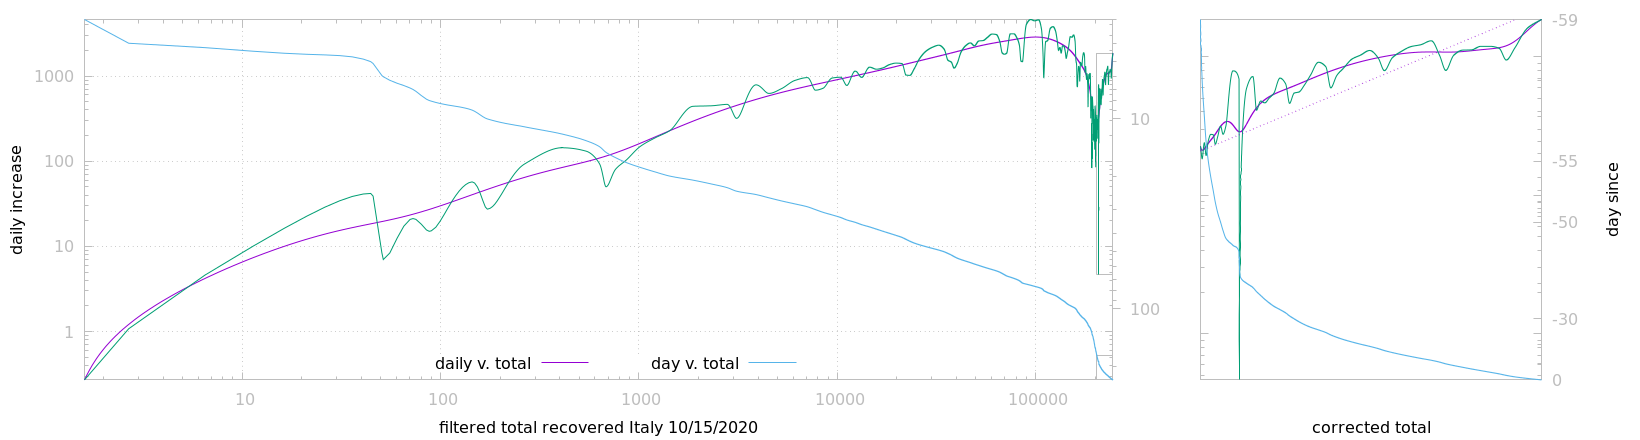 daily increase
1000
100
10
1
daily v. total
day v. total
10
100
1000
10000
100000
filtered total recovered Italy 10/15/2020
10
100
-59
-55
-50
-30
0
day since
corrected total